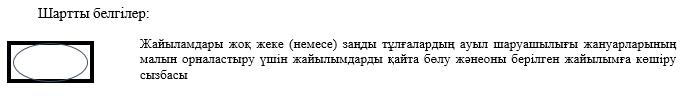 Шартты белгілер:
Жайыламдары жоқ жеке (немесе) заңды тұлғалардың ауыл шаруашылығы жануарларының
малын орналастыру үшін жайылымдарды қайта бөлу жәнеоны берілген жайылымға көшіру
сызбасы